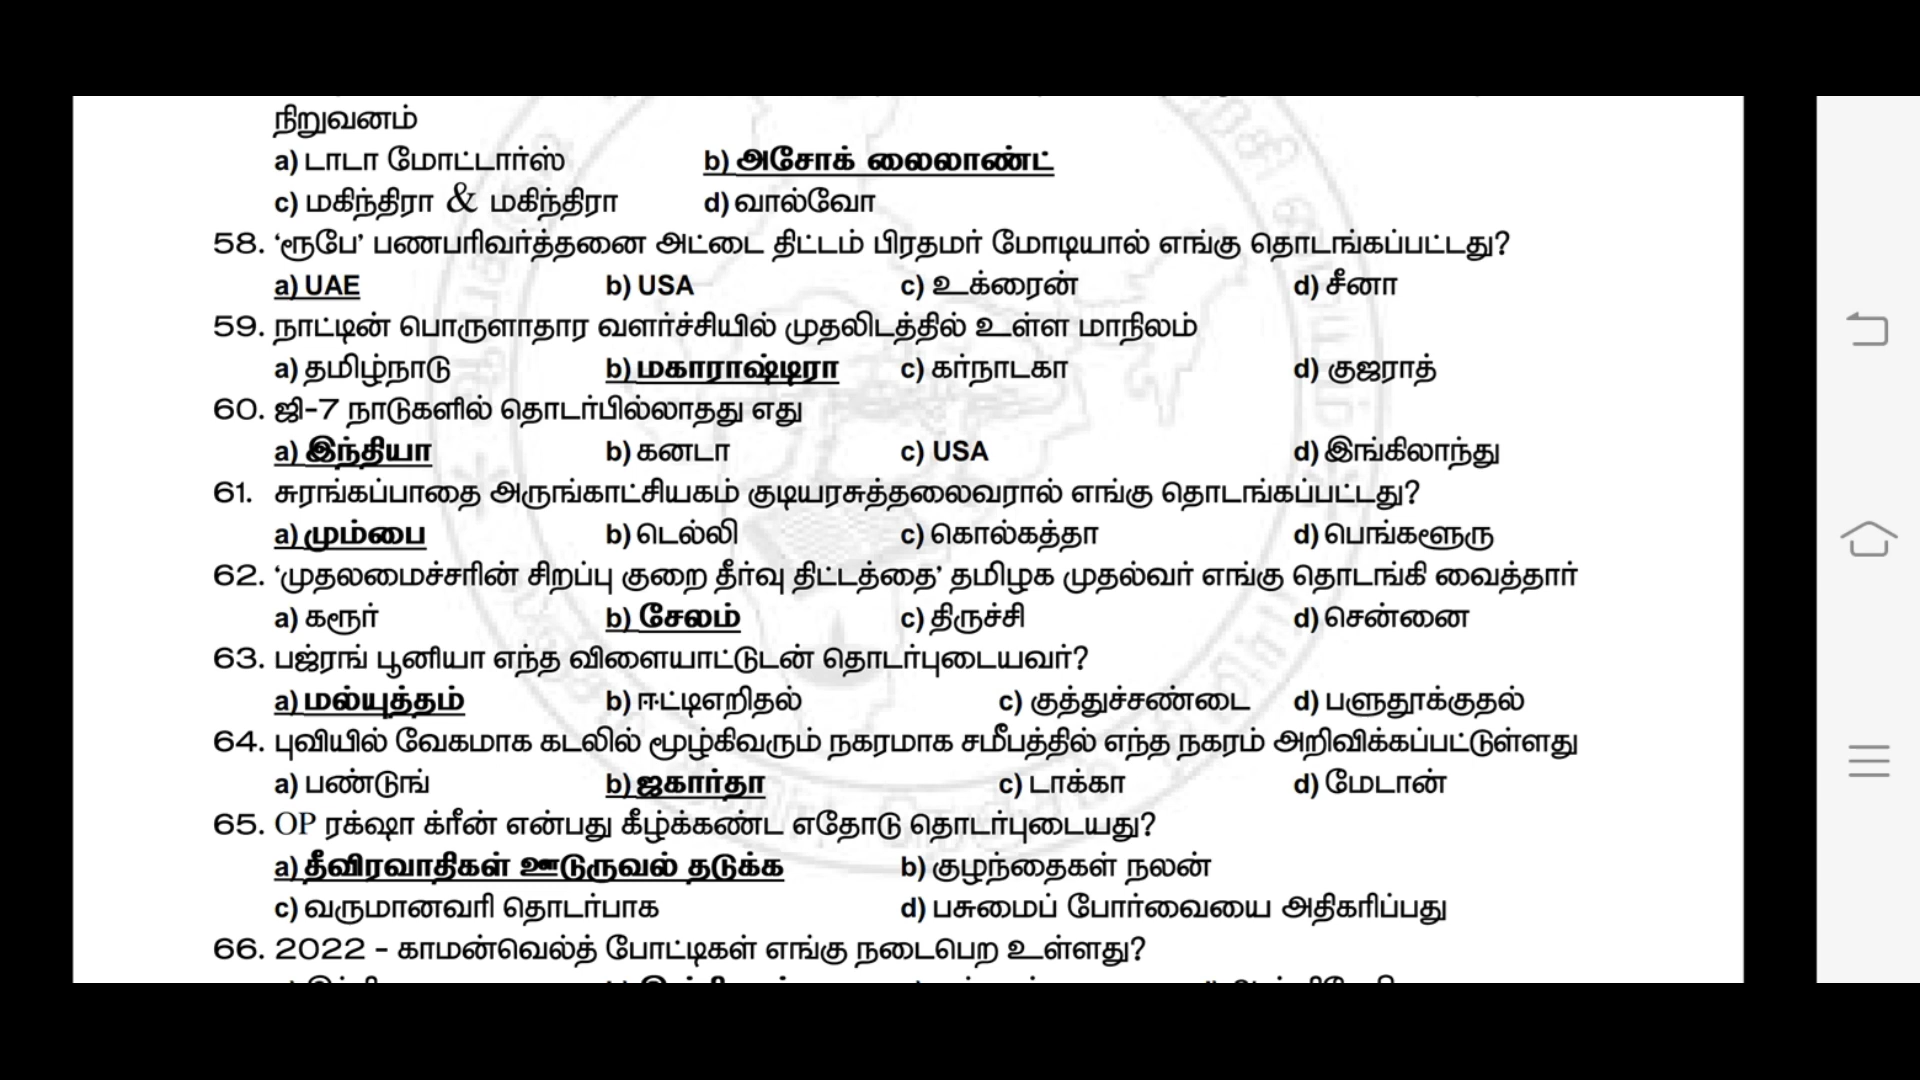 நிறுவனம்
a) டாடா மோட்டார்ஸ் b) அசோக் லைலாண்ட்
c) மகிந்திரா & மகிந்திரா d) வால்வோ
58. ‘ரூபே’ பணபரிவர்த்தனை அட்டை திட்டம் பிரதமர் மோடியால் எங்கு தொடங்கப்பட்டது?
a) UAE b) USA c) உக்ரைன் d) சீனா
59. நாட்டின் பொருளாதார வளர்ச்சியில் முதலிடத்தில் உள்ள மாநிலம்
a) தமிழ்நாடு b) மகாராஷ்டிரா c) கர்நாடகா d) குஜராத்
60. ஜி-7 நாடுகளில் தொடர்பில்லாதது எது
a) இந்தியா b) கனடா c) USA d) இங்கிலாந்து
61. சுரங்கப்பாதை அருங்காட்சியகம் குடியரசுத்தலைவரால் எங்கு தொடங்கப்பட்டது?
a) மும்பை b) டெல்லி c) கொல்கத்தா d) பெங்களூரு
62. ‘முதலமைச்சரின் சிறப்பு குறை தீர்வு திட்டத்தை’ தமிழக முதல்வர் எங்கு தொடங்கி வைத்தார்
a) கரூர் b) சேலம் c) திருச்சி d) சென்னை
63. பஜ்ரங் பூனியா எந்த விளையாட்டுடன் தொடர்புடையவர்?
a) மல்யுத்தம் b) ஈட்டிஎறிதல் c) குத்துச்சண்டை d) பளுதூக்குதல்
64. புவியில் வேகமாக கடலில் மூழ்கிவரும் நகரமாக சமீபத்தில் எந்த நகரம் அறிவிக்கப்பட்டுள்ளது
a) பண்டுங் b) ஜகார்தா c) டாக்கா d) மேடான்
65. OP ரக்ஷா க்ரீன் என்பது கீழ்க்கண்ட எதோடு தொடர்புடையது?
a) தீவிரவாதிகள் ஊடுருவல் தடுக்க b) குழந்தைகள் நலன்
c) வருமானவரி தொடர்பாக d) பசுமைப் போர்வையை அதிகரிப்பது
66. 2022 - காமன்வெல்த் போட்டிகள் எங்கு நடைபெற உள்ளது?